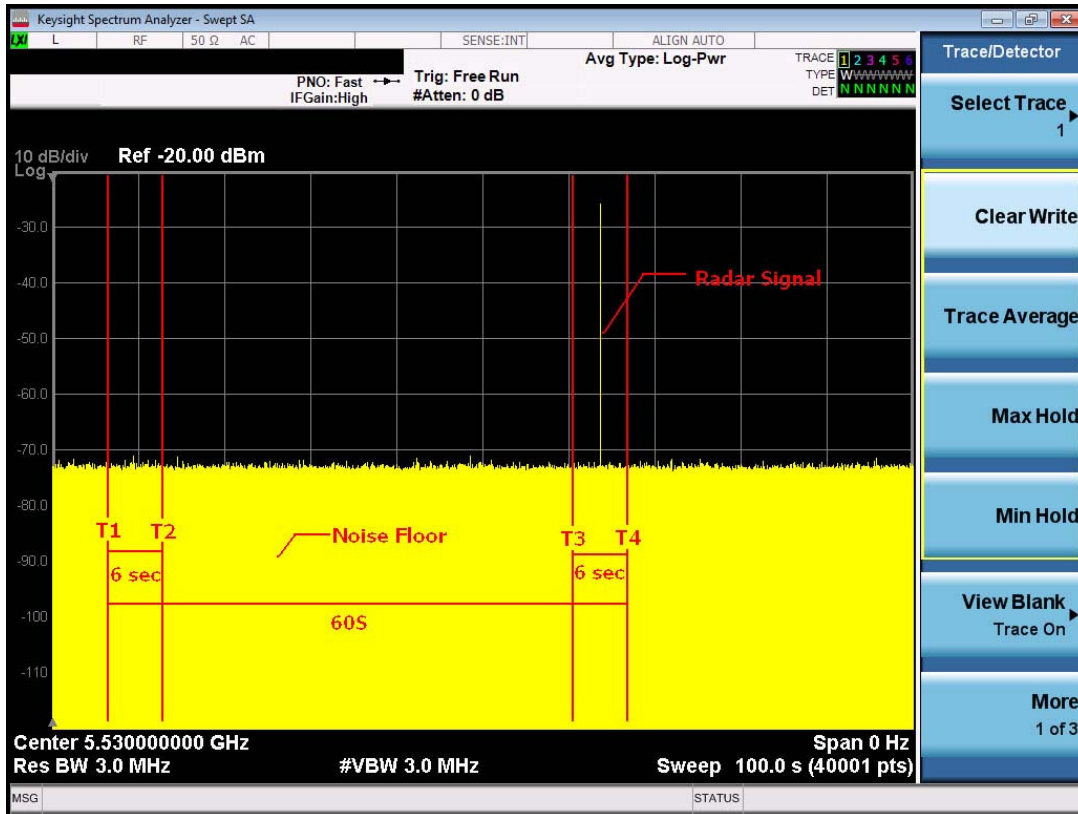 Keysight Spectrum Analyzer - Swept SA
LXI L RF 50 Ω AC SENSE:INT ALIGN AUTO
Avg Type: Log-Pwr
TRACE 1 2 3 4 5 6
TYPE WWWWWW
DET N N N N N N
PNO: Fast
IFGain:High
Trig: Free Run
#Atten: 0 dB
10 dB/div
Log
Ref -20.00 dBm
-30.0
-40.0
-50.0
-60.0
-70.0
-80.0
-90.0
-100
-110
Radar Signal
T1 T2
Noise Floor
T3 T4
6 sec
6 sec
60S
Center 5.530000000 GHz
Span 0 Hz
Res BW 3.0 MHz
#VBW 3.0 MHz
Sweep 100.0 s (40001 pts)
MSG
STATUS
Trace/Detector
Select Trace
1
Clear Write
Trace Average
Max Hold
Min Hold
View Blank
Trace On
More
1 of 3